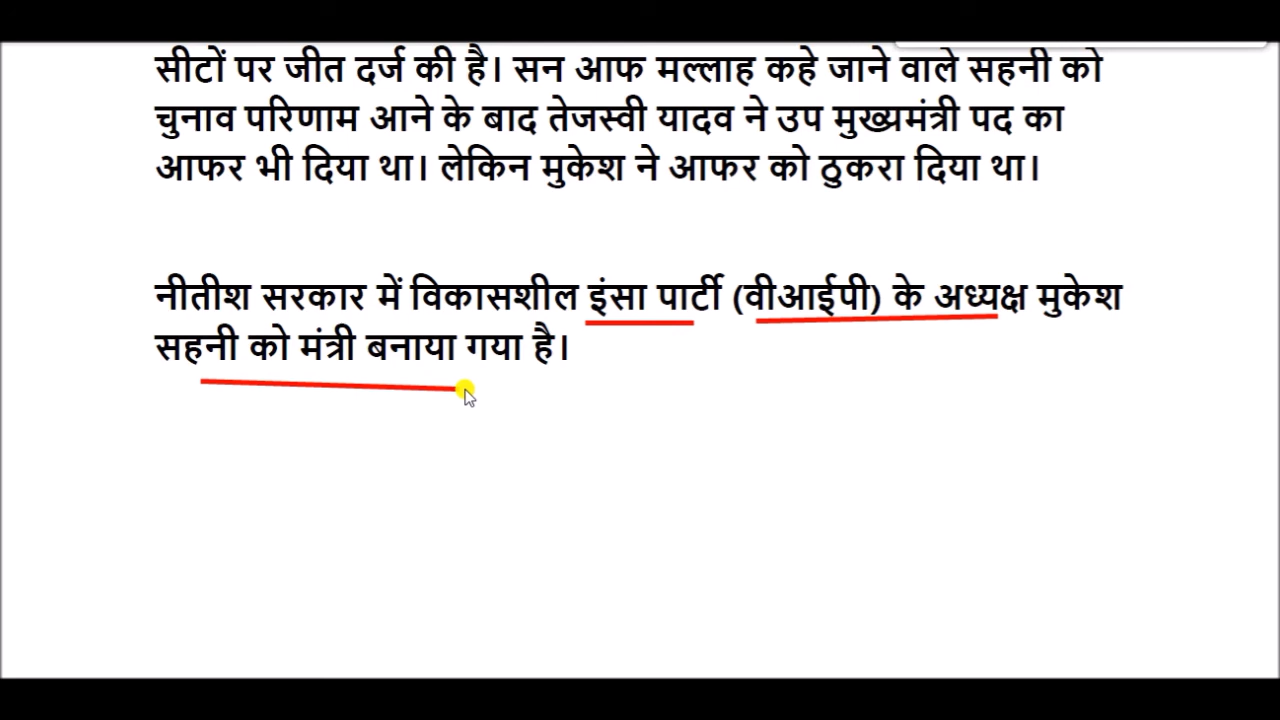 सीटों पर जीत दर्ज की है। सन आफ मल्लाह कहे जाने वाले सहनी को
चुनाव परिणाम आने के बाद तेजस्वी यादव ने उप मुख्यमंत्री पद का
आफर भी दिया था। लेकिन मुकेश ने आफर को ठुकरा दिया था।
नीतीश सरकार में विकासशील इंसा पार्टी (वीआईपी) के अध्यक्ष मुकेश
सहनी को मंत्री बनाया गया है।